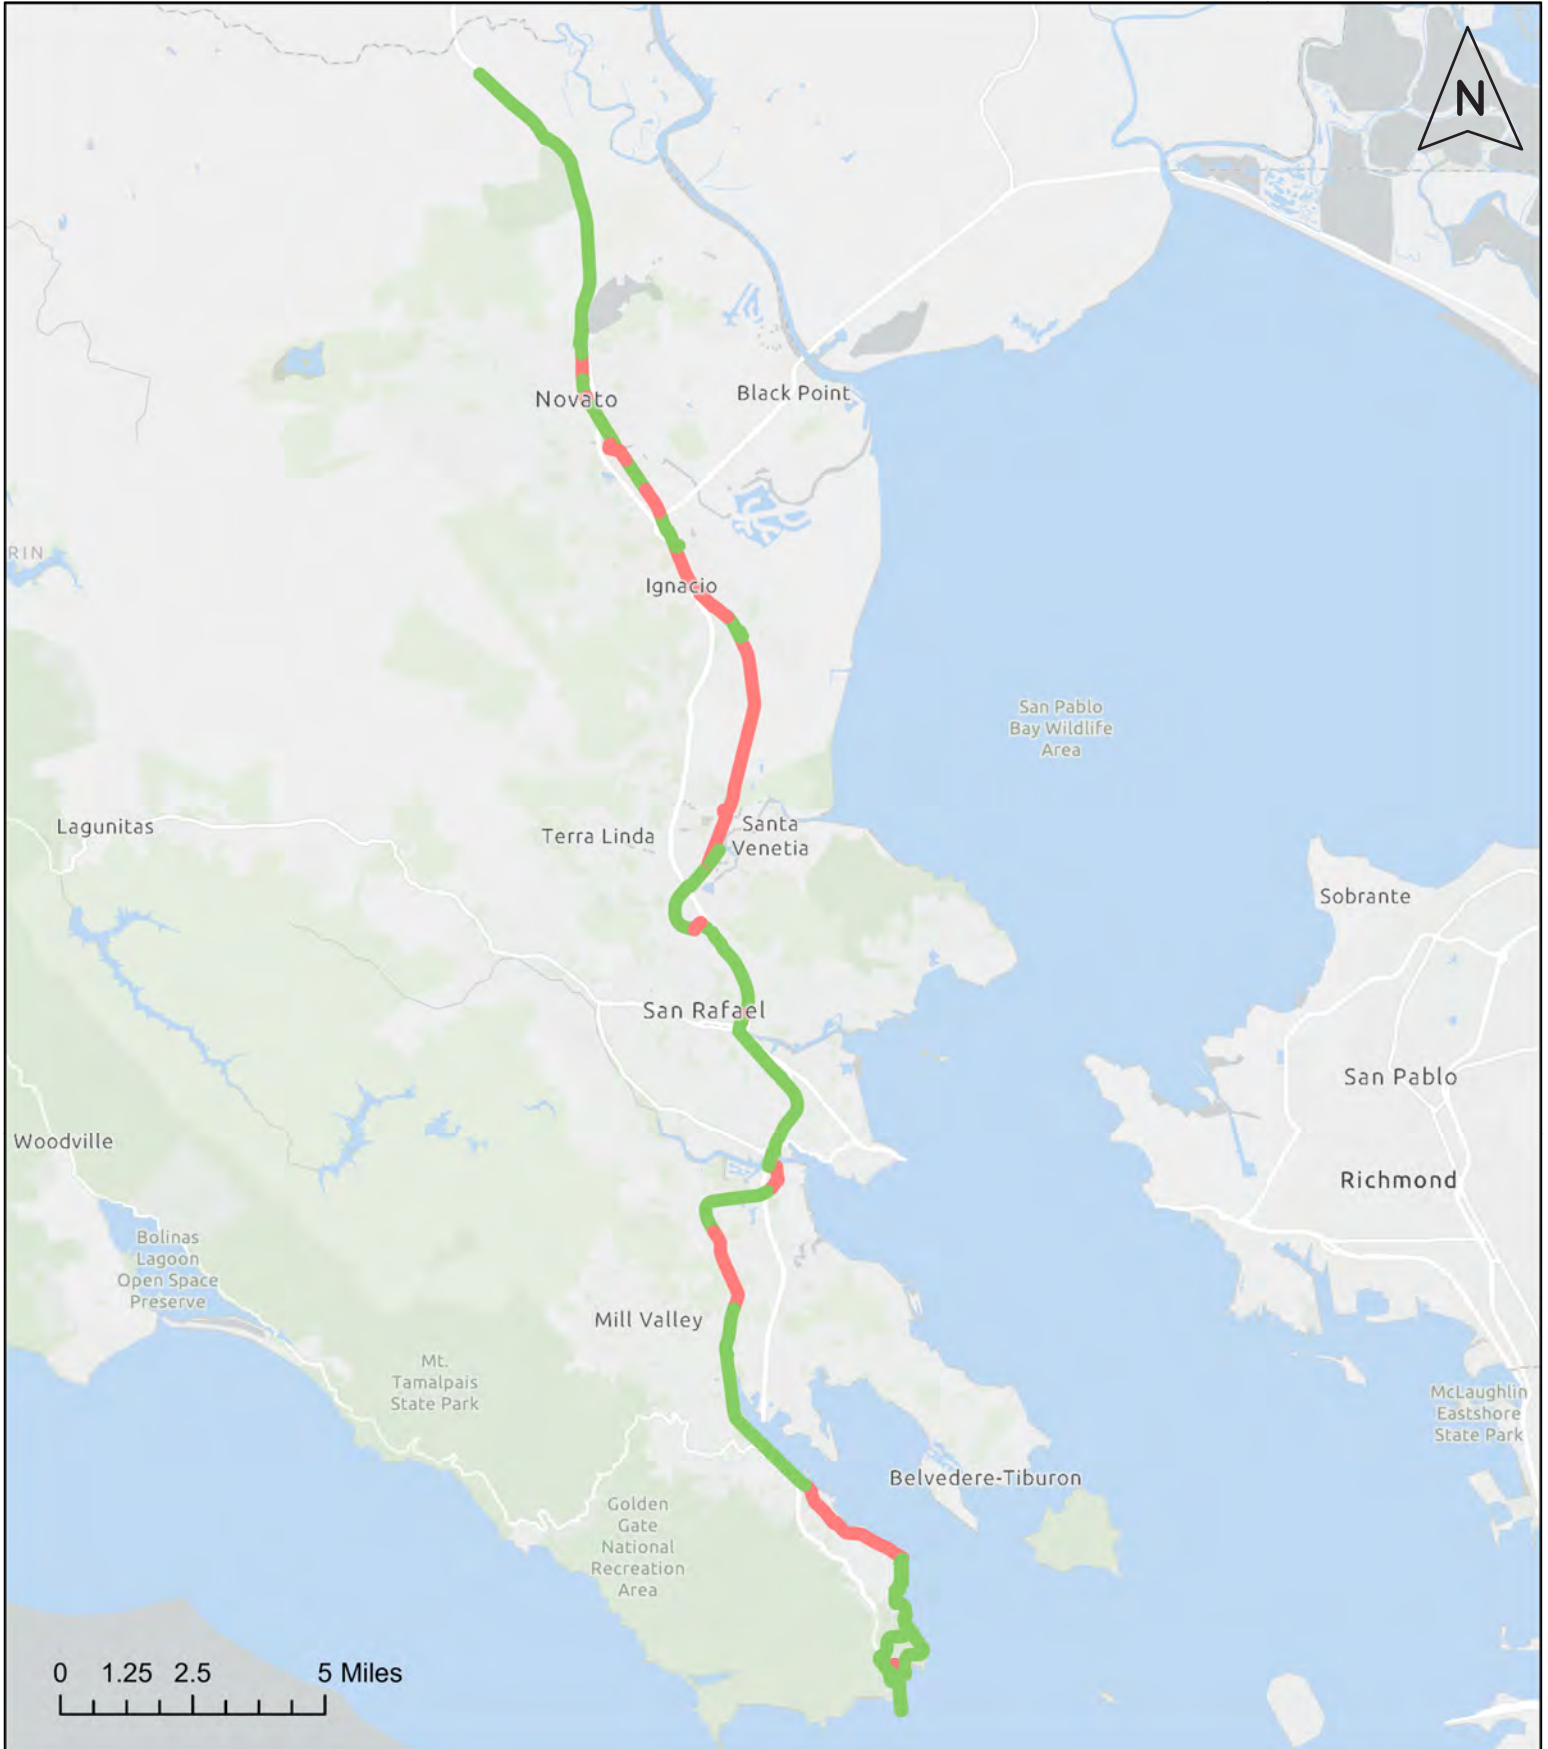 N
Novato
Black Point
RIN
Ignacio
San Pablo
Bay Wildlife
Area
Lagunitas
Terra Linda
Santa
Venetia
Sobrante
San Rafael
San Pablo
Woodville
Richmond
Bolinas
Lagoon
Open Space
Preserve
Mill Valley
Mt.
Tamalpais
State Park
McLaughlin
Eastshore
State Park
Belvedere-Tiburon
Golden
Gate
National
Recreation
Area
0 1.25 2.5 5 Miles